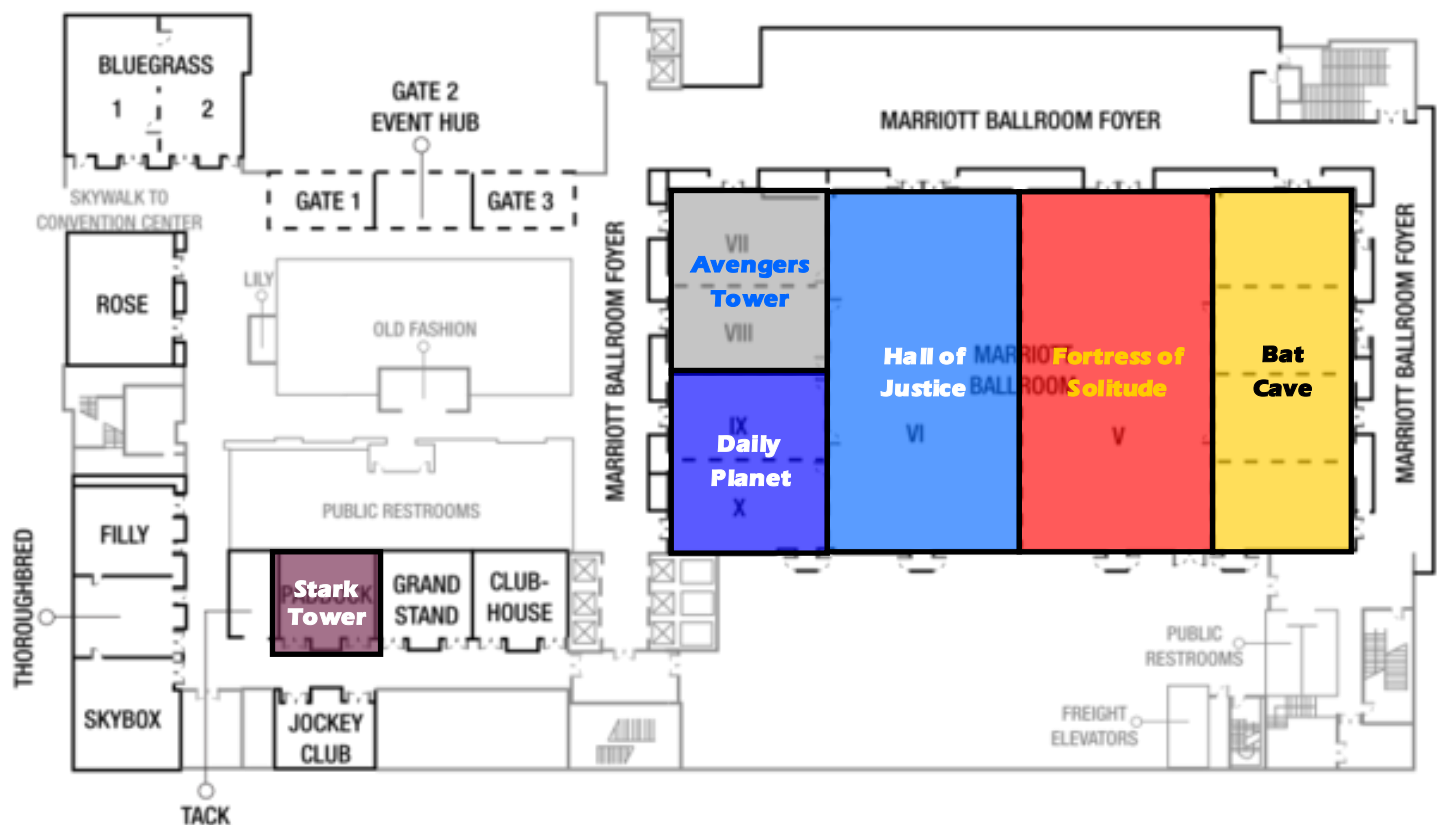 BLUEGRASS
1
2
SKYWALK TO
CONVENTION CENTER
GATE 2
EVENT HUB
GATE 1
GATE 3
ROSE
LILY
OLD FASHION
PUBLIC RESTROOMS
FILLY
THOROUGHBRED
SKYBOX
TACK
PADDOCK
Stark
Tower
GRAND
STAND
CLUB-
HOUSE
JOCKEY
CLUB
MARRIOTT BALLROOM FOYER
MARRIOTT BALLROOM FOYER
MARRIOTT BALLROOM FOYER
VII
Avengers
Tower
VIII
IX
Daily
Planet
X
MARRIOTT
BALLROOM
Hall of
Justice
VI
Fortress of
Solitude
V
Bat
Cave
PUBLIC
RESTROOMS
FREIGHT
ELEVATORS